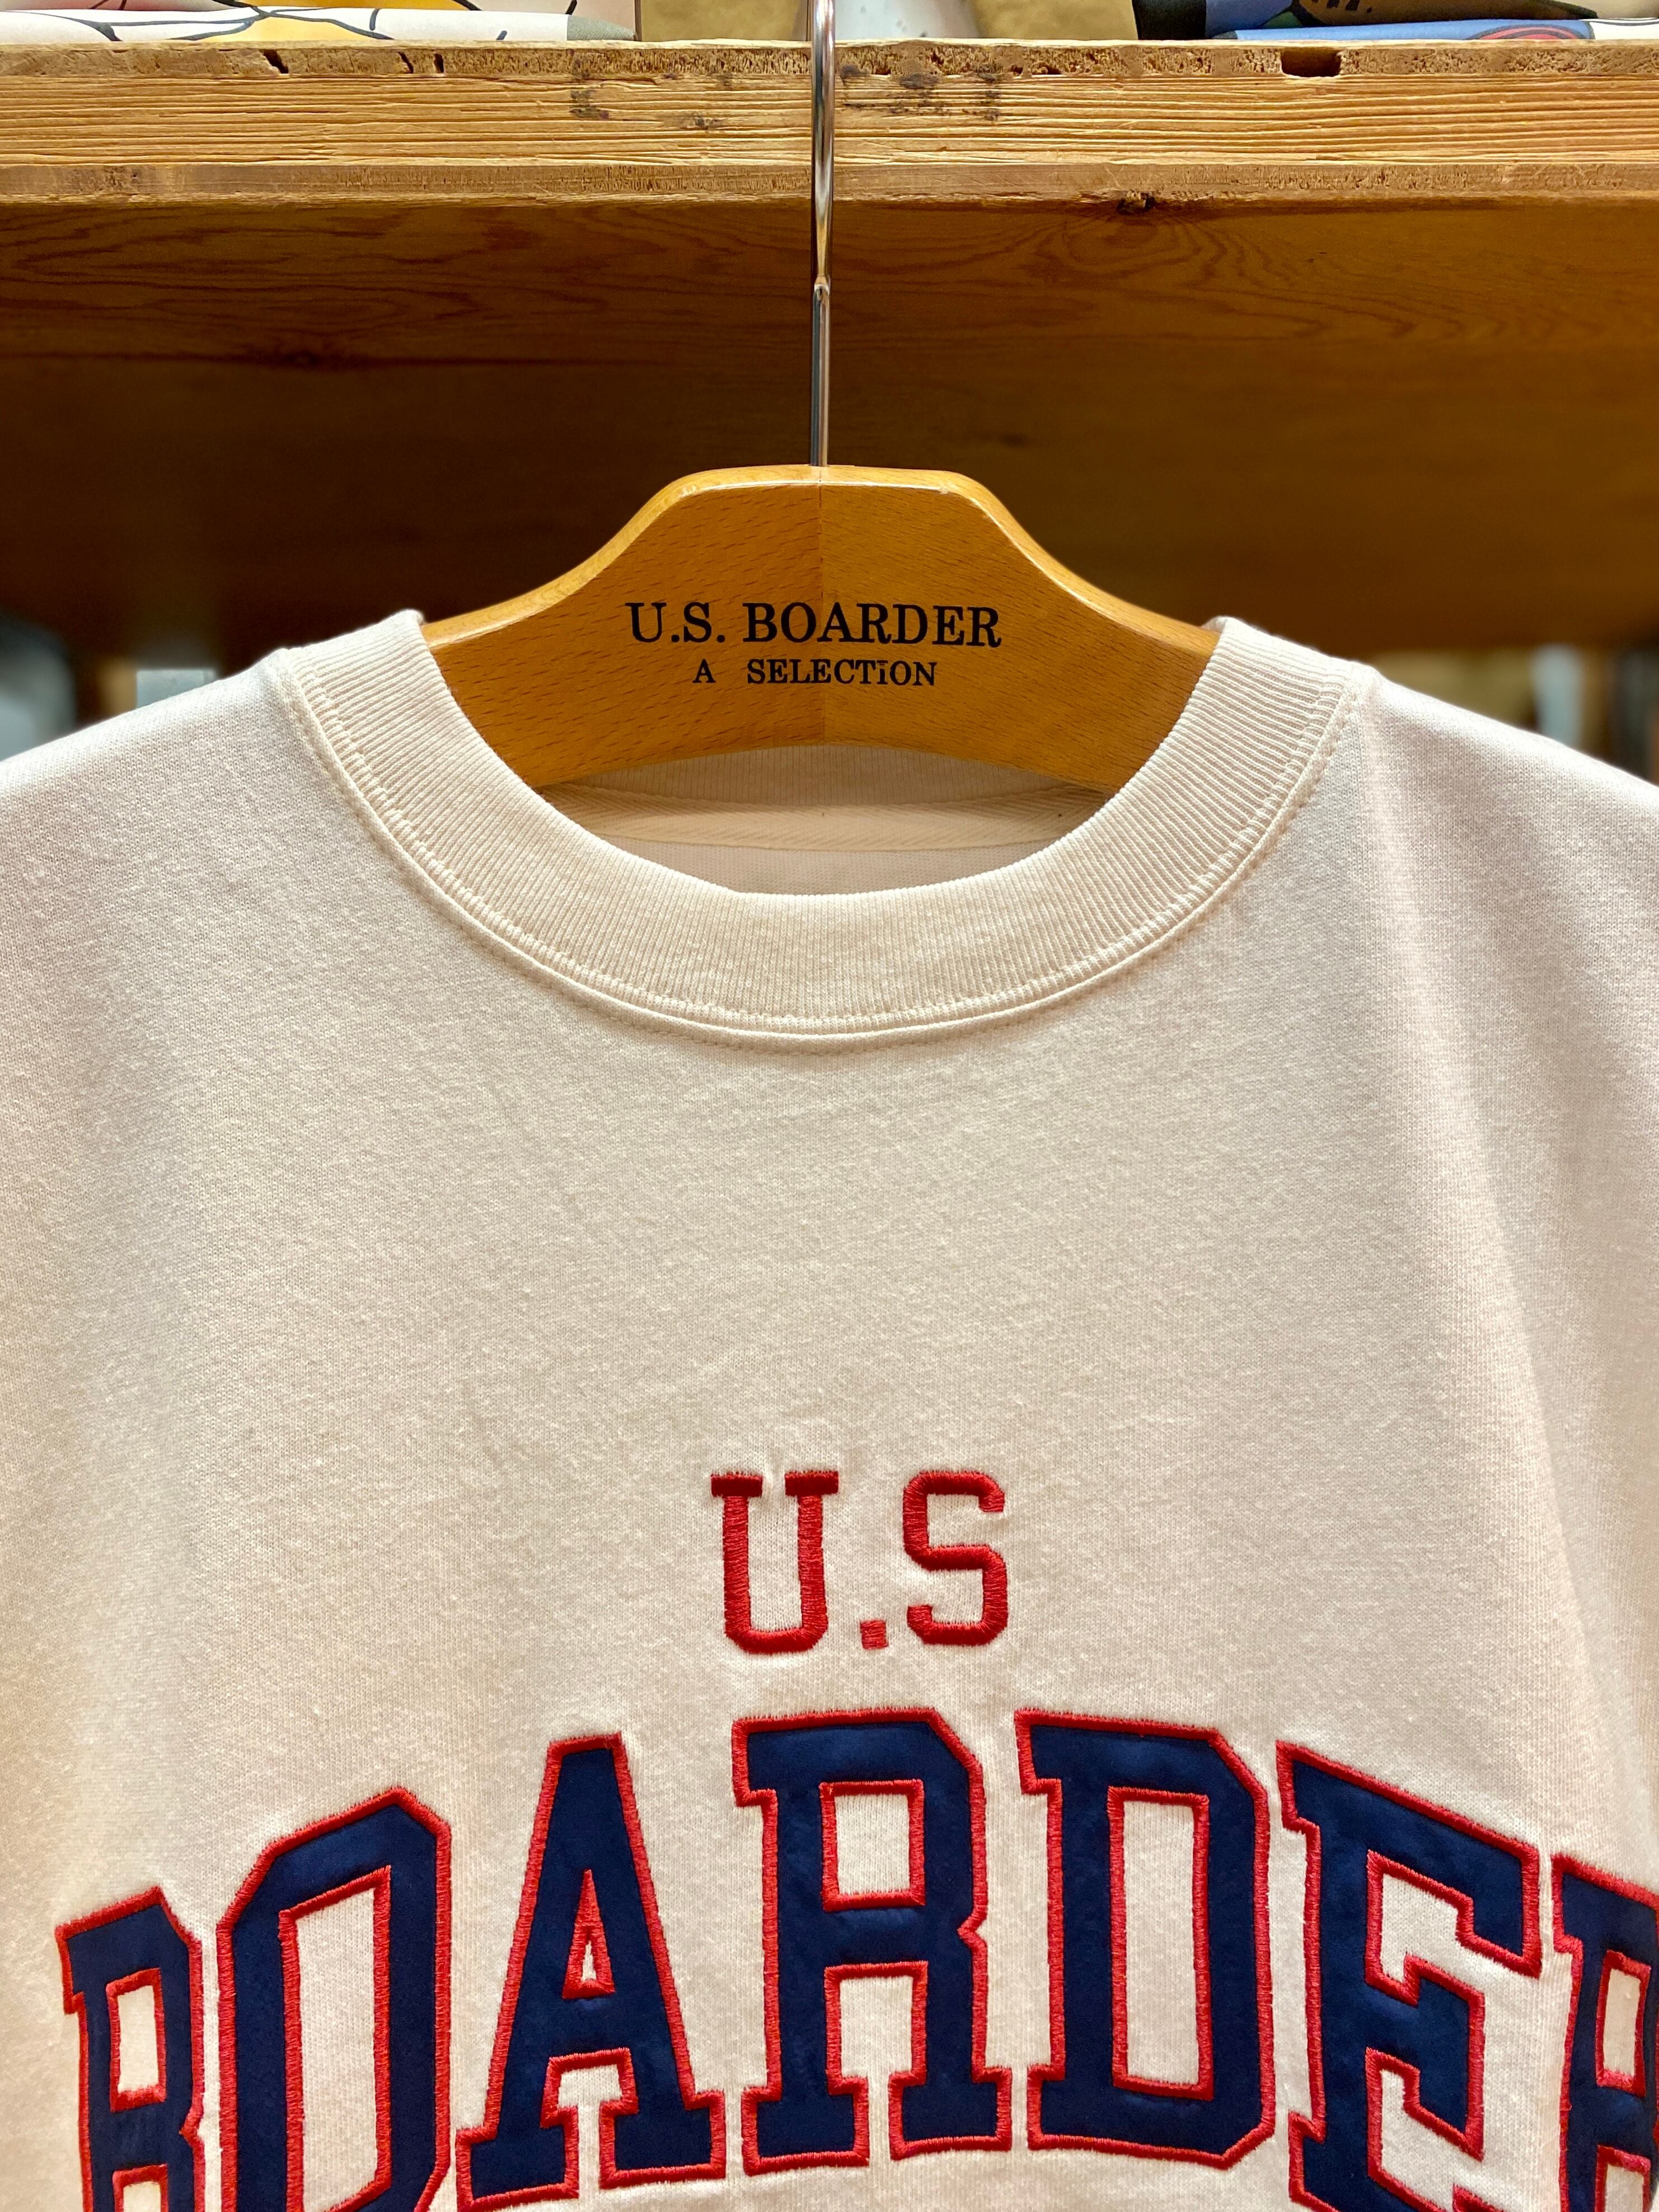 U.S. BOARDER
A SELECTION
U.S
BOARDER